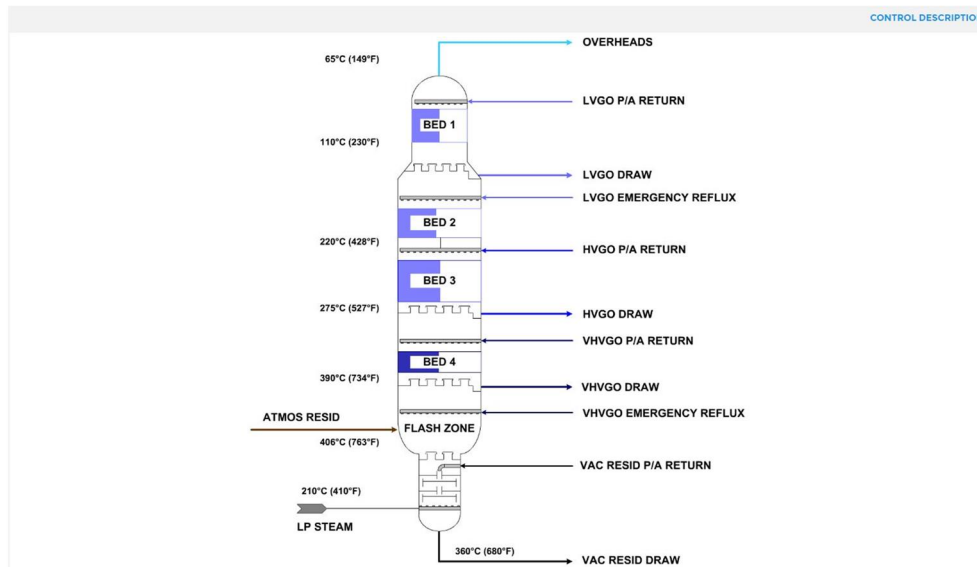 CONTROL DESCRIPTIO
OVERHEADS
65°C (149°F)
LVGO P/A RETURN
BED 1
110°C (230°F)
LVGO DRAW
LVGO EMERGENCY REFLUX
BED 2
220°C (428°F)
HVGO P/A RETURN
BED 3
275°C (527°F)
HVGO DRAW
VHVGO P/A RETURN
BED 4
390°C (734°F)
VHVGO DRAW
VHVGO EMERGENCY REFLUX
ATMOS RESID
FLASH ZONE
406°C (763°F)
VAC RESID P/A RETURN
210°C (410°F)
LP STEAM
360°C (680°F)
VAC RESID DRAW